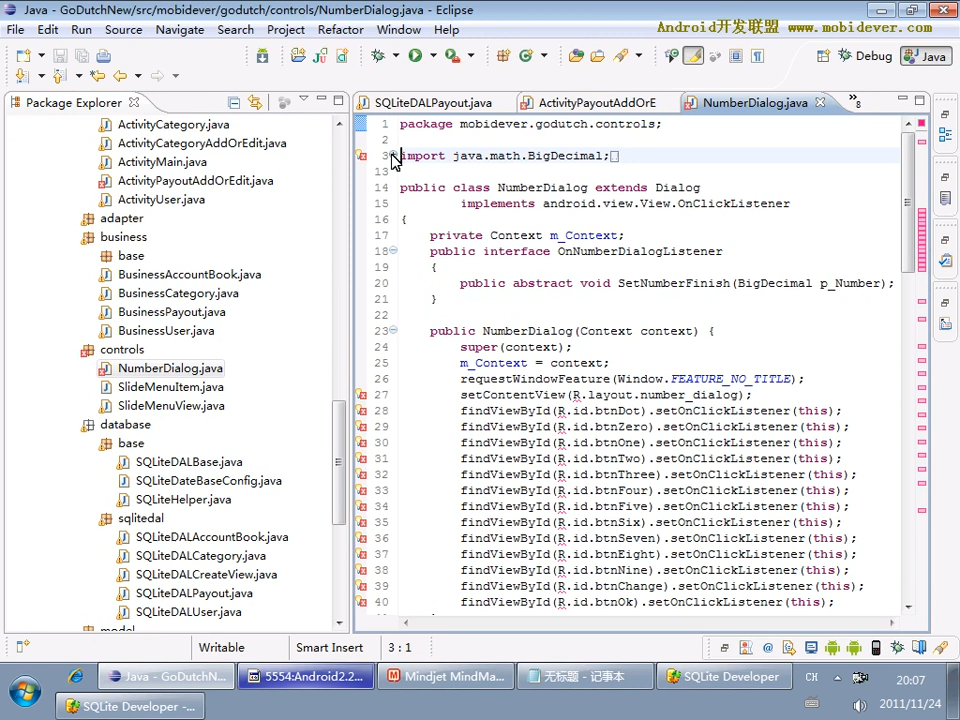 Java - GoDutchNew/src/mobidever/godutch/controls/NumberDialog.java - Eclipse
File Edit Run Source Navigate Search Project Refactor Window Help
Android开发联盟 www.mobidever.com
Debug Java
Package Explorer
SQLiteDALPayout.java ActivityPayoutAddOrE NumberDialog.java »8
ActivityCategory.java
ActivityCategoryAddOrEdit.java
ActivityMain.java
ActivityPayoutAddOrEdit.java
ActivityUser.java
adapter
business
base
BusinessAccountBook.java
BusinessCategory.java
BusinessPayout.java
BusinessUser.java
controls
NumberDialog.java
SlideMenuItem.java
SlideMenuView.java
database
base
SQLiteDALBase.java
SQLiteDateBaseConfig.java
SQLiteHelper.java
sqlitedal
SQLiteDALAccountBook.java
SQLiteDALCategory.java
SQLiteDALCreateView.java
SQLiteDALPayout.java
SQLiteDALUser.java
model
1 package mobidever.godutch.controls;
2
3 import java.math.BigDecimal;
13
14 public class NumberDialog extends Dialog
15 implements android.view.View.OnClickListener
16 {
17 private Context m_Context;
18 public interface OnNumberDialogListener
19 {
20 public abstract void SetNumberFinish(BigDecimal p_Number);
21 }
22
23 public NumberDialog(Context context) {
24 super(context);
25 m_Context = context;
26 requestWindowFeature(Window.FEATURE_NO_TITLE);
27 setContentView(R.layout.number_dialog);
28 findViewById(R.id.btnDot).setOnClickListener(this);
29 findViewById(R.id.btnZero).setOnClickListener(this);
30 findViewById(R.id.btnOne).setOnClickListener(this);
31 findViewById(R.id.btnTwo).setOnClickListener(this);
32 findViewById(R.id.btnThree).setOnClickListener(this);
33 findViewById(R.id.btnFour).setOnClickListener(this);
34 findViewById(R.id.btnFive).setOnClickListener(this);
35 findViewById(R.id.btnSix).setOnClickListener(this);
36 findViewById(R.id.btnSeven).setOnClickListener(this);
37 findViewById(R.id.btnEight).setOnClickListener(this);
38 findViewById(R.id.btnNine).setOnClickListener(this);
39 findViewById(R.id.btnChange).setOnClickListener(this);
40 findViewById(R.id.btnOk).setOnClickListener(this);
Writable Smart Insert 3 : 1
Java - GoDutchN... 5554:Android2.2... Mindjet MindMa... 无标题 - 记事本 SQLite Developer CH 20:07
SQLite Developer -... 2011/11/24